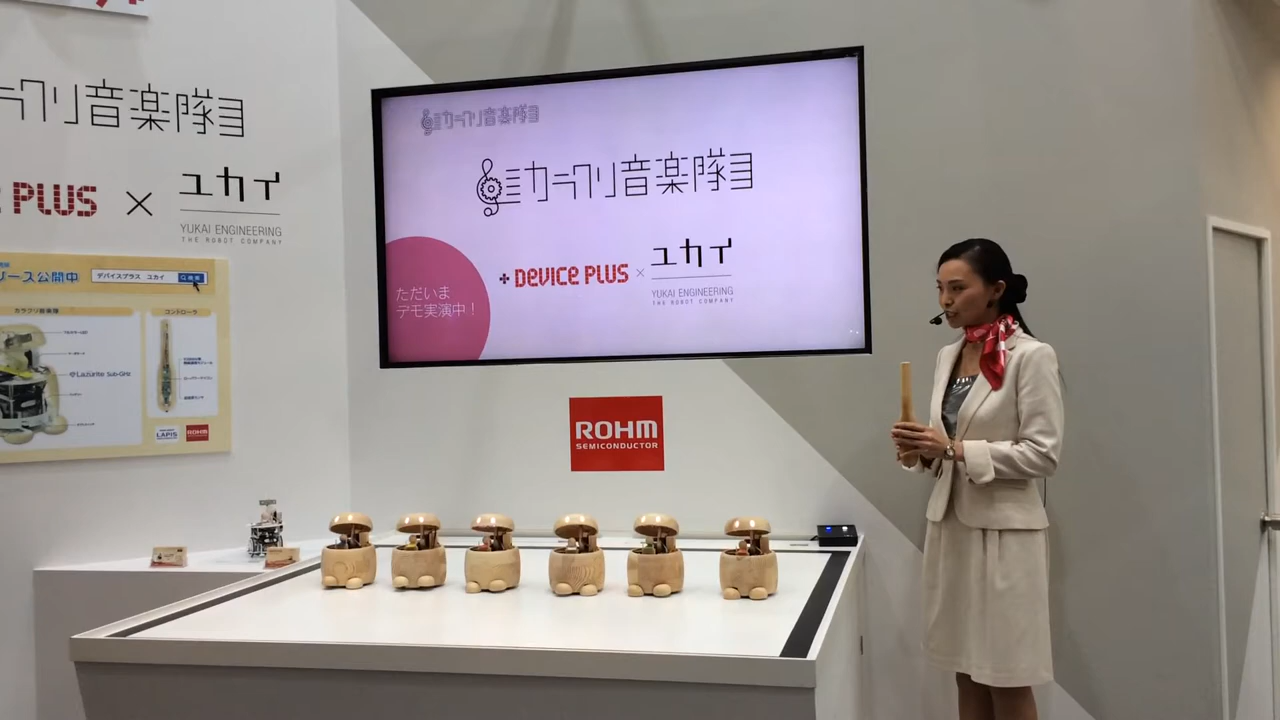 ラクリ音楽隊
PLUS × ユカイ
YUKAI ENGINEERING
THE ROBOT COMPANY
ース公開中
デバイスプラス ユカイ
検索
カラクリ音楽隊
コントローラ
Lazurite Sub-GHz
LAPIS
ROHM
カラクリ音楽隊
カラクリ音楽隊
+ DEVICE PLUS × ユカイ
YUKAI ENGINEERING
THE ROBOT COMPANY
ただいま
デモ実演中！
ROHM
SEMICONDUCTOR